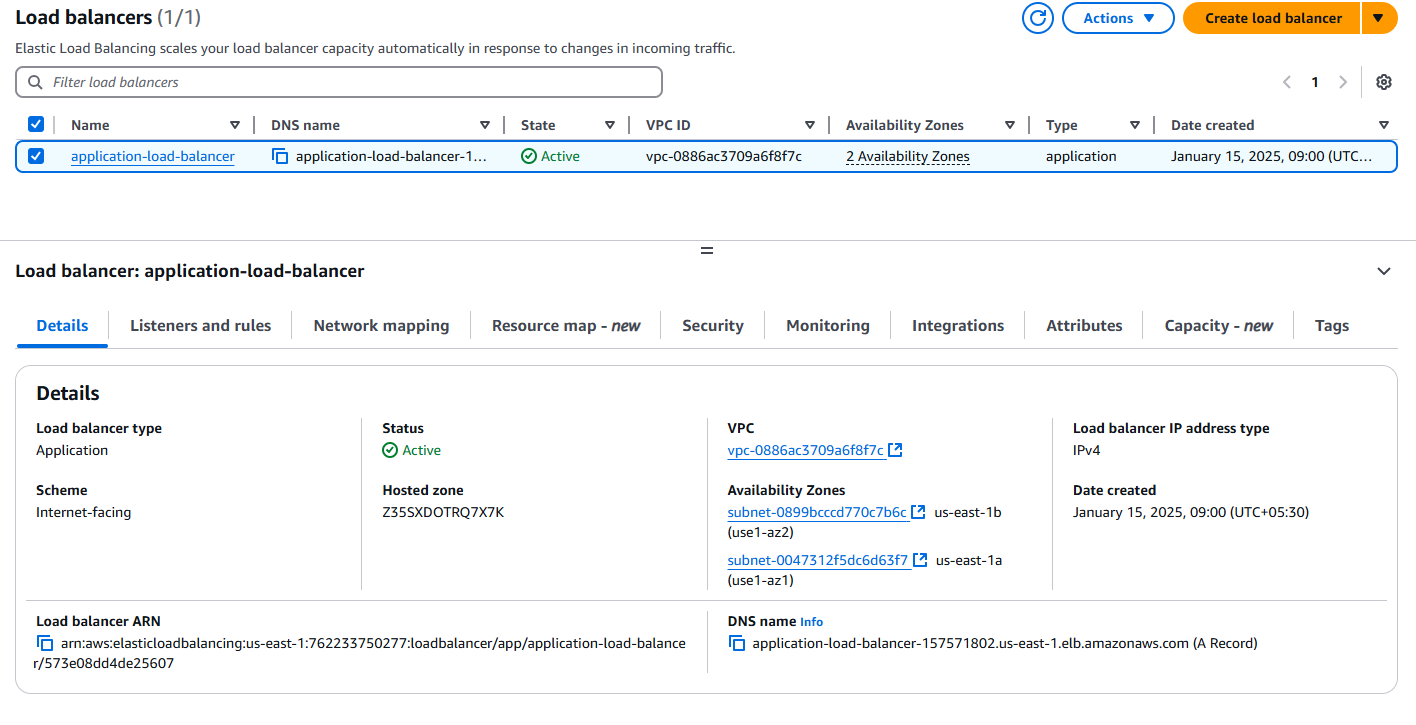 Load balancers (1/1)
Actions
Create load balancer
Elastic Load Balancing scales your load balancer capacity automatically in response to changes in incoming traffic.
Filter load balancers
1
Name DNS name State VPC ID Availability Zones Type Date created
application-load-balancer application-load-balancer-1... Active vpc-0886ac3709a6f8f7c 2 Availability Zones application January 15, 2025, 09:00 (UTC...
Load balancer: application-load-balancer
Details Listeners and rules Network mapping Resource map - new Security Monitoring Integrations Attributes Capacity - new Tags
Details
Load balancer type
Application
Status
Active
VPC
vpc-0886ac3709a6f8f7c
Load balancer IP address type
IPv4
Scheme
Internet-facing
Hosted zone
Z35SXDOTRQ7X7K
Availability Zones
subnet-0899bcccd770c7b6c us-east-1b
(use1-az2)
subnet-0047312f5dc6d63f7 us-east-1a
(use1-az1)
Date created
January 15, 2025, 09:00 (UTC+05:30)
Load balancer ARN
arn:aws:elasticloadbalancing:us-east-1:762233750277:loadbalancer/app/application-load-balance
r/573e08dd4de25607
DNS name Info
application-load-balancer-157571802.us-east-1.elb.amazonaws.com (A Record)